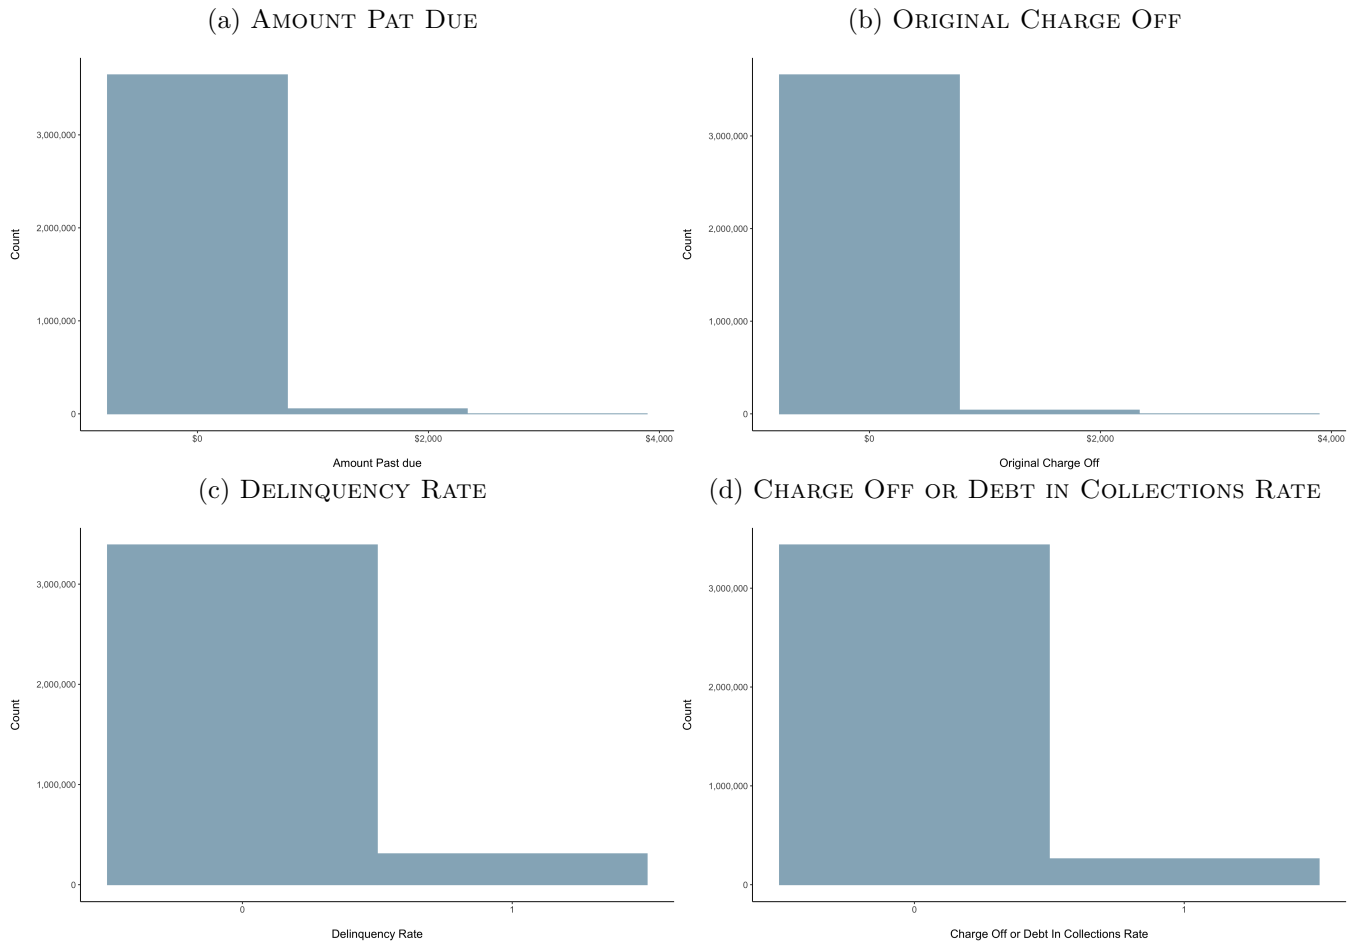 (a) Amount Pat Due
3,000,000
2,000,000
1,000,000
0
Count
$0 $2,000 $4,000
Amount Past due
(b) Original Charge Off
3,000,000
2,000,000
1,000,000
0
Count
$0 $2,000 $4,000
Original Charge Off
(c) Delinquency Rate
3,000,000
2,000,000
1,000,000
0
Count
0 1
Delinquency Rate
(d) Charge Off or Debt in Collections Rate
3,000,000
2,000,000
1,000,000
0
Count
0 1
Charge Off or Debt In Collections Rate